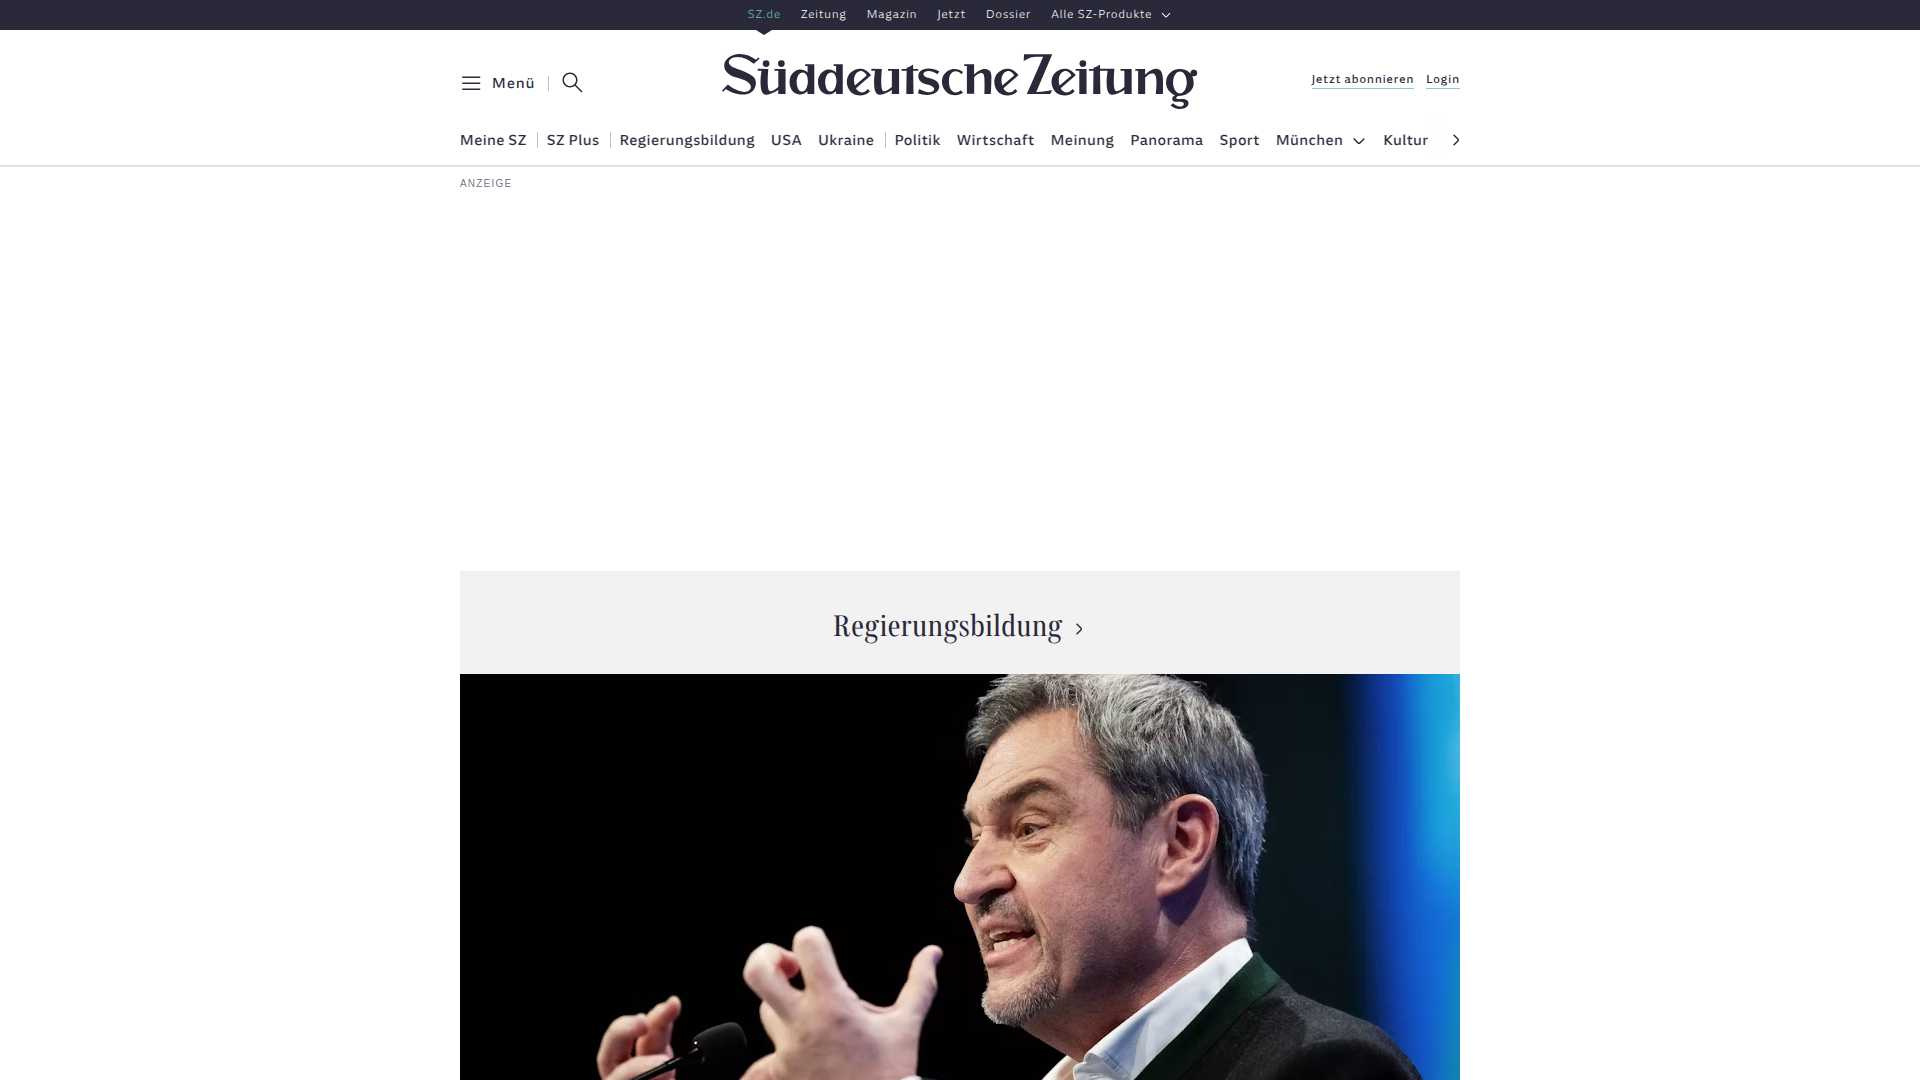 SZ.de Zeitung Magazin Jetzt Dossier Alle SZ-Produkte
Menü
Süddeutsche Zeitung
Jetzt abonnieren Login
Meine SZ SZ Plus Regierungsbildung USA Ukraine Politik Wirtschaft Meinung Panorama Sport München Kultur
ANZEIGE
Regierungsbildung